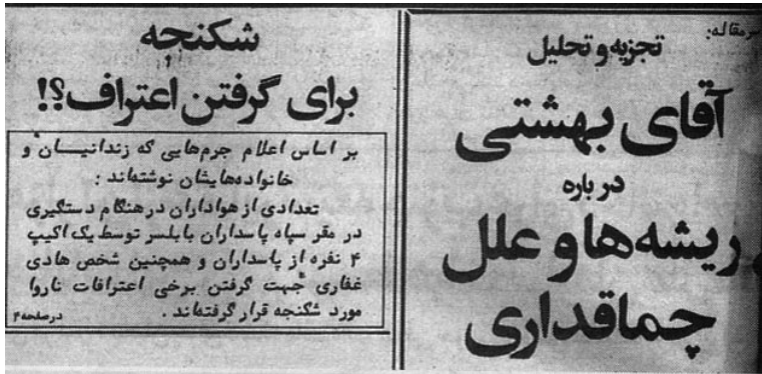 سرمقاله:
تجزیه و تحلیل
آقای بهشتی
درباره
ریشه‌ها و علل
چماقداری
شکنجه
برای گرفتن اعتراف؟!
بر اساس اعلام جرم‌هایی که زندانیان و
خانواده‌هایشان نوشته‌اند :
تعدادی از هواداران در هنگام دستگیری
در مقر سپاه پاسداران بابلسر توسط یک اکیپ
۴ نفره از پاسداران و همچنین شخص هادی
غفاری جهت گرفتن برخی اعترافات ناروا
مورد شکنجه قرار گرفته‌اند .
درصفحه۴